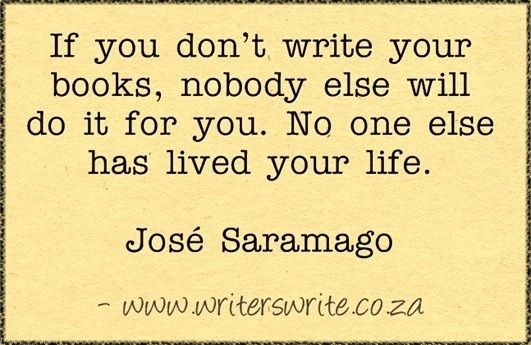 If you don't write your
books, nobody else will
do it for you. No one else
has lived your life.
José Saramago
- www.writerswrite.co.za